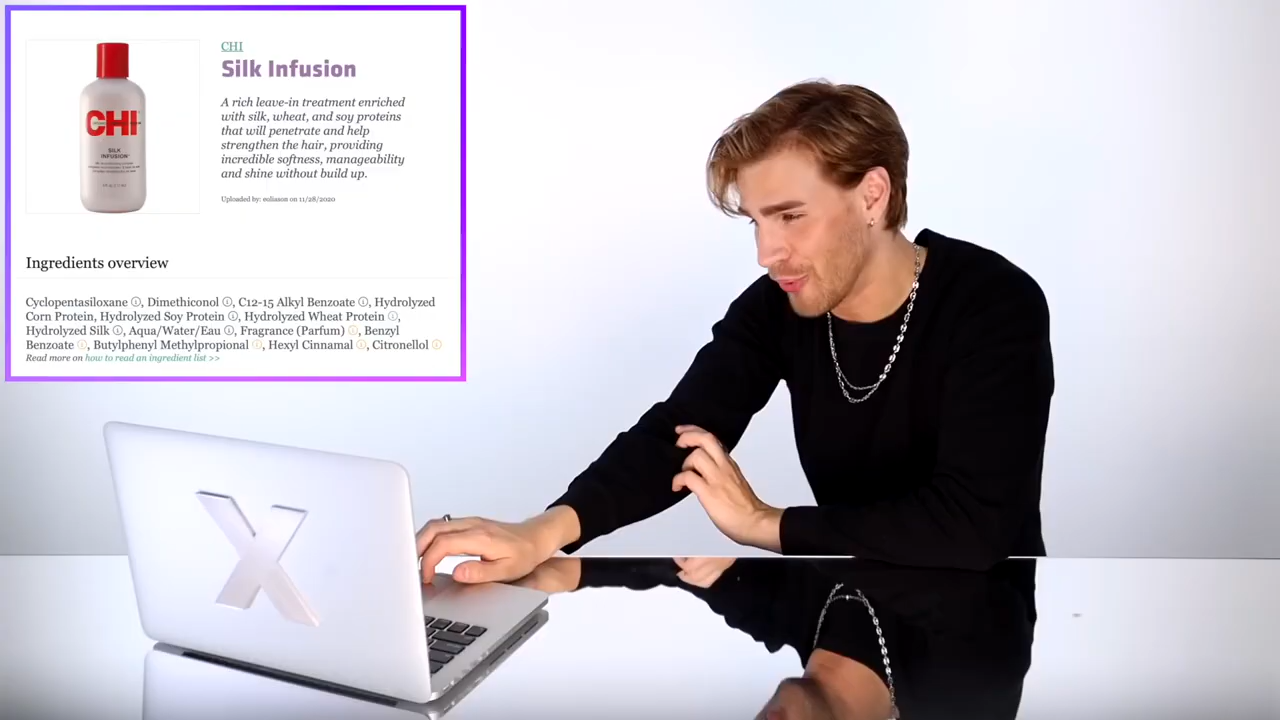 CHI
Silk Infusion
A rich leave-in treatment enriched
with silk, wheat, and soy proteins
that will penetrate and help
strengthen the hair, providing
incredible softness, manageability
and shine without build up.
Uploaded by: eoliason on 11/28/2020
CHI
SILK
INFUSION
Ingredients overview
Cyclopentasiloxane ⓘ, Dimethiconol ⓘ, C12-15 Alkyl Benzoate ⓘ, Hydrolyzed
Corn Protein, Hydrolyzed Soy Protein ⓘ, Hydrolyzed Wheat Protein ⓘ,
Hydrolyzed Silk ⓘ, Aqua/Water/Eau ⓘ, Fragrance (Parfum) ⓘ, Benzyl
Benzoate ⓘ, Butylphenyl Methylpropional ⓘ, Hexyl Cinnamal ⓘ, Citronellol ⓘ
Read more on how to read an ingredient list >>
X